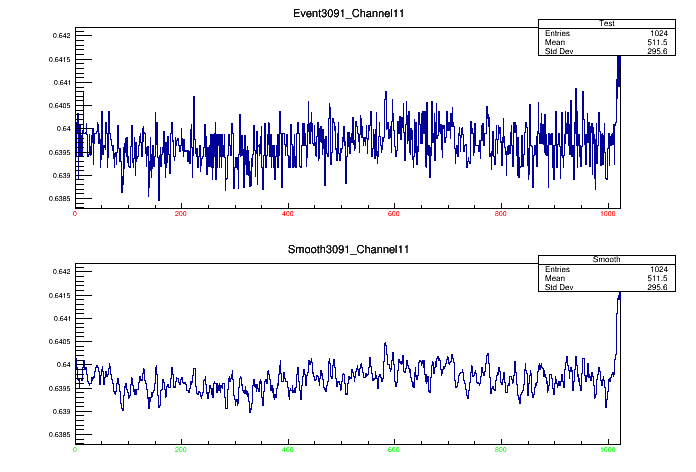 Event3091_Channel11
Test
Entries 1024
Mean 511.5
Std Dev 295.6
0.642
0.6415
0.641
0.6405
0.64
0.6395
0.639
0.6385
0 200 400 600 800 1000
Smooth3091_Channel11
Smooth
Entries 1024
Mean 511.5
Std Dev 295.6
0.642
0.6415
0.641
0.6405
0.64
0.6395
0.639
0.6385
0 200 400 600 800 1000